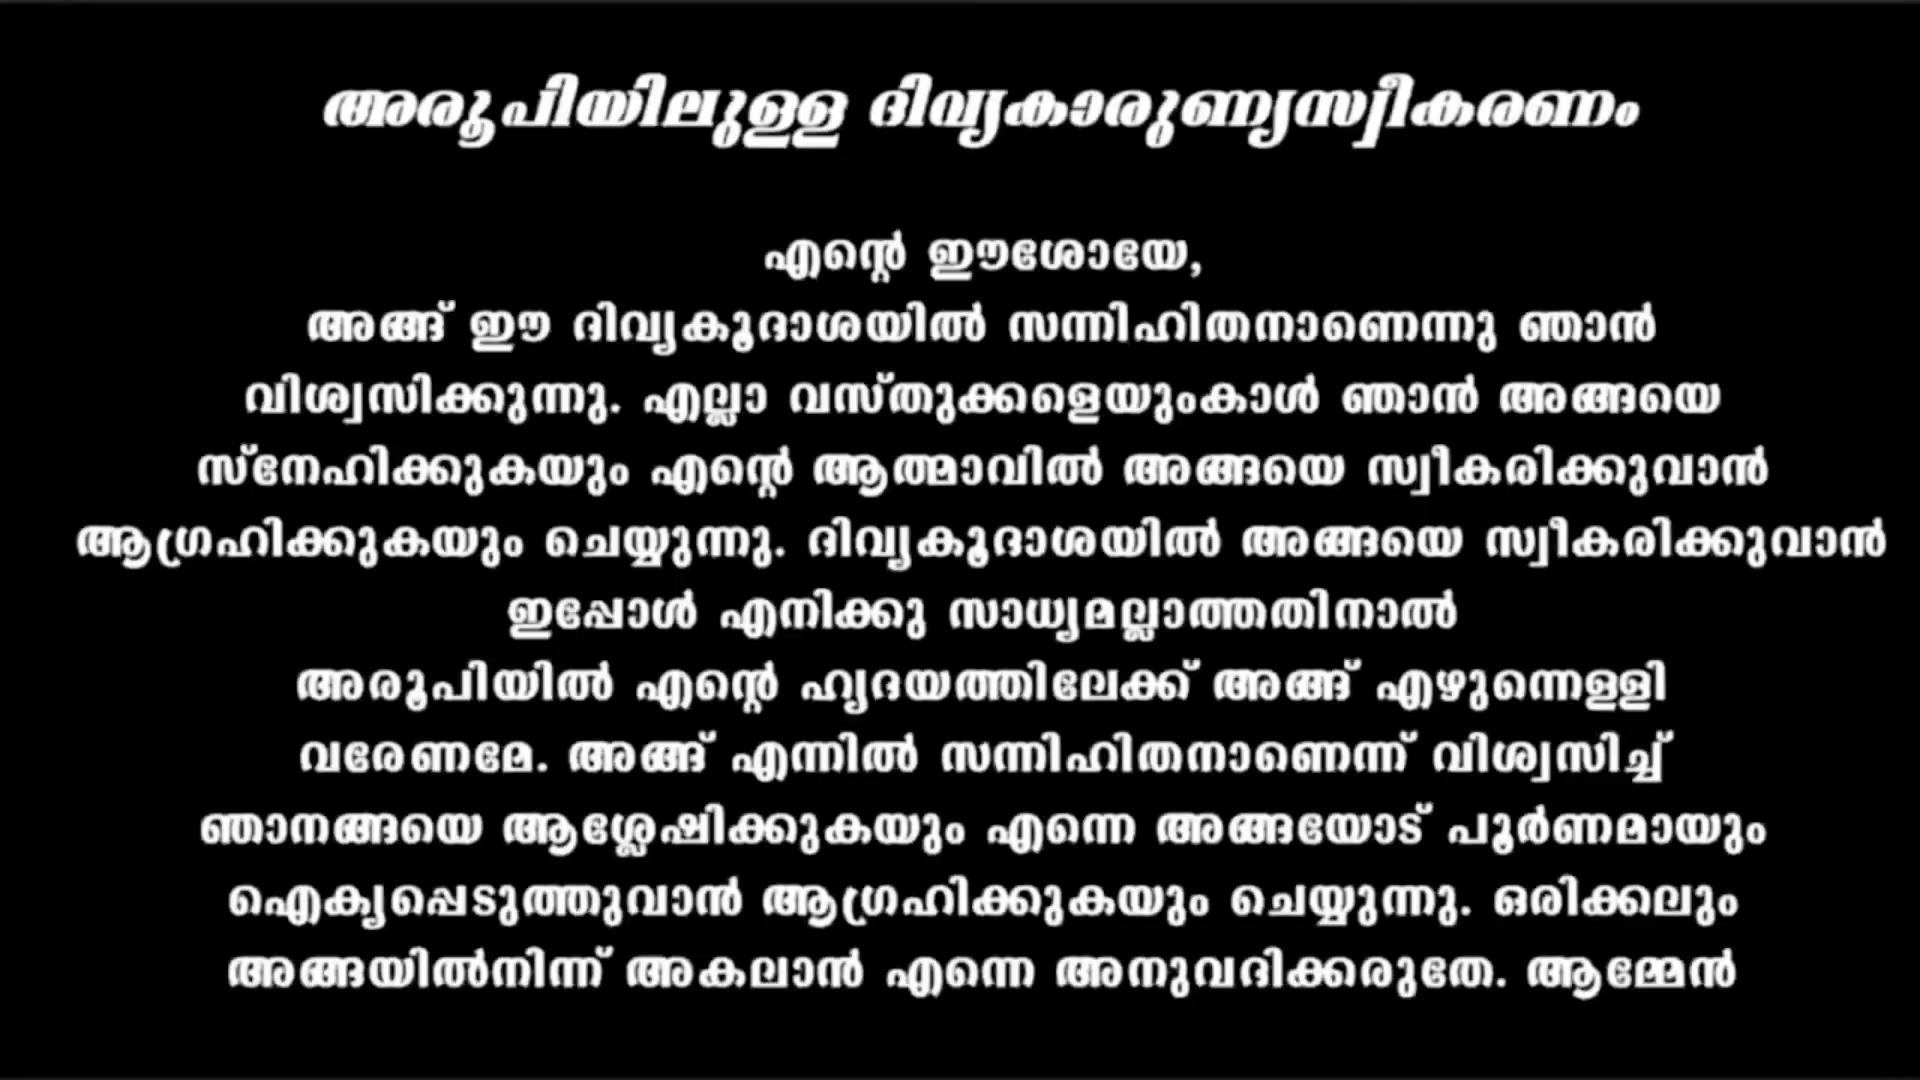 അരൂപിയിലുള്ള ദിവ്യകാരുണ്യസ്വീകരണം
എന്റെ ഈശോയേ,
അങ്ങ് ഈ ദിവ്യകൂദാശയിൽ സന്നിഹിതനാണെന്നു ഞാൻ
വിശ്വസിക്കുന്നു. എല്ലാ വസ്തുക്കളെയുംകാൾ ഞാൻ അങ്ങയെ
സ്നേഹിക്കുകയും എന്റെ ആത്മാവിൽ അങ്ങയെ സ്വീകരിക്കുവാൻ
ആഗ്രഹിക്കുകയും ചെയ്യുന്നു. ദിവ്യകൂദാശയിൽ അങ്ങയെ സ്വീകരിക്കുവാൻ
ഇപ്പോൾ എനിക്കു സാധ്യമല്ലാത്തതിനാൽ
അരൂപിയിൽ എന്റെ ഹൃദയത്തിലേക്ക് അങ്ങ് എഴുന്നെള്ളി
വരേണമേ. അങ്ങ് എന്നിൽ സന്നിഹിതനാണെന്ന് വിശ്വസിച്ച്
ഞാനങ്ങയെ ആശ്ലേഷിക്കുകയും എന്നെ അങ്ങയോട് പൂർണമായും
ഐക്യപ്പെടുത്തുവാൻ ആഗ്രഹിക്കുകയും ചെയ്യുന്നു. ഒരിക്കലും
അങ്ങയിൽനിന്ന് അകലാൻ എന്നെ അനുവദിക്കരുതേ. ആമ്മേൻ